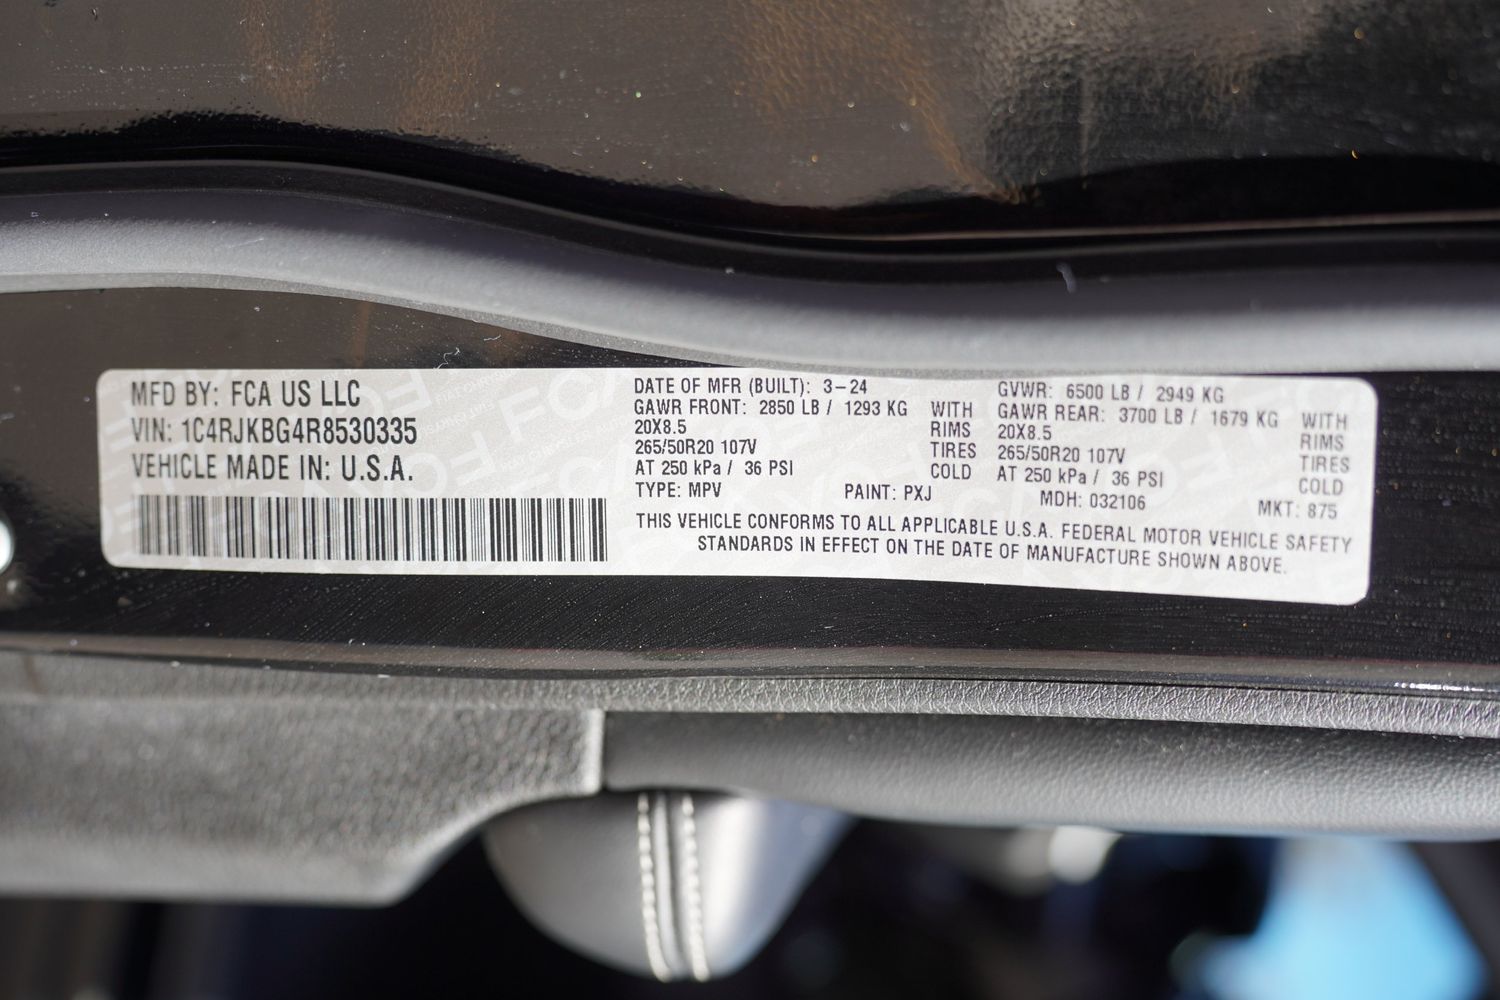 MFD BY: FCA US LLC
VIN: 1C4RJKBG4R8530335
VEHICLE MADE IN: U.S.A.
DATE OF MFR (BUILT): 3-24
GAWR FRONT: 2850 LB / 1293 KG WITH
20X8.5 RIMS
265/50R20 107V TIRES
AT 250 kPa / 36 PSI COLD
GVWR: 6500 LB / 2949 KG
GAWR REAR: 3700 LB / 1679 KG WITH
20X8.5 RIMS
265/50R20 107V TIRES
AT 250 kPa / 36 PSI COLD
TYPE: MPV PAINT: PXJ MDH: 032106 MKT: 875
THIS VEHICLE CONFORMS TO ALL APPLICABLE U.S.A. FEDERAL MOTOR VEHICLE SAFETY
STANDARDS IN EFFECT ON THE DATE OF MANUFACTURE SHOWN ABOVE.